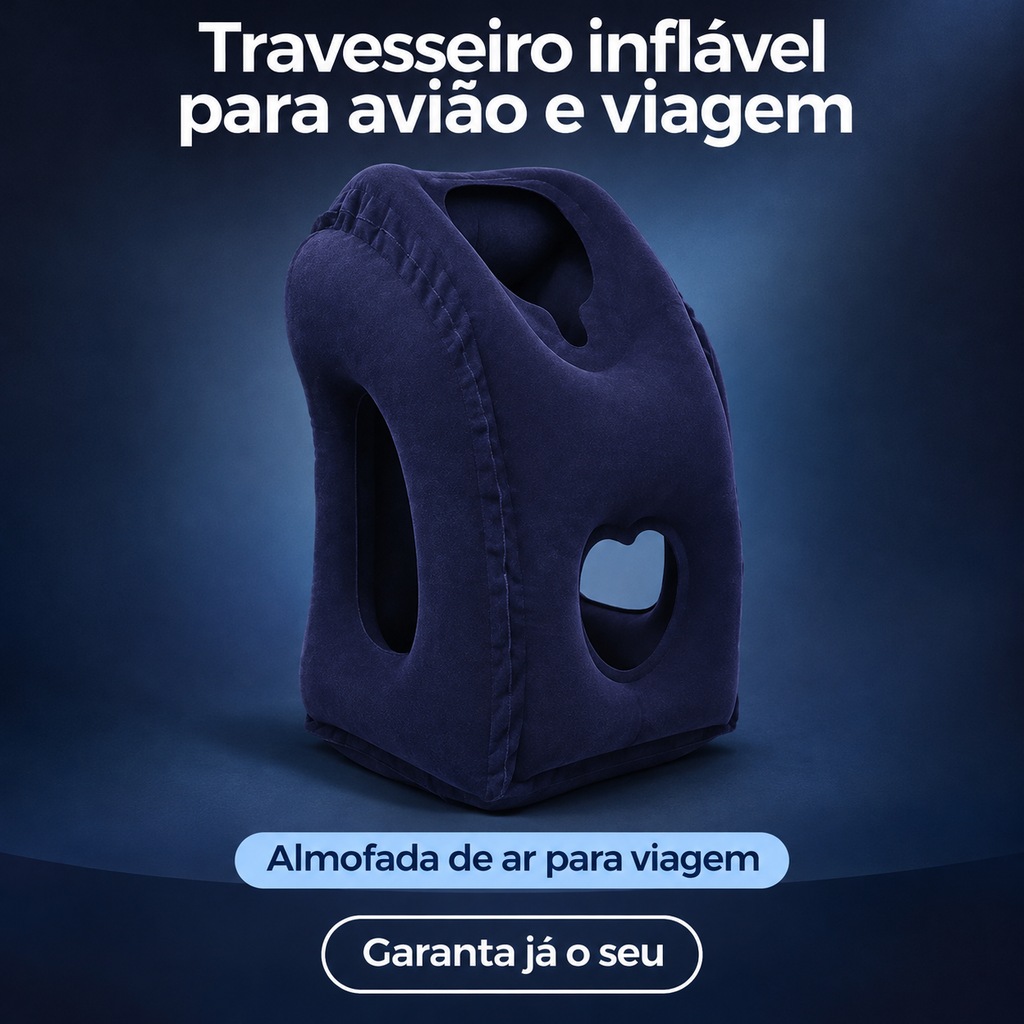 Travesseiro inflável
para avião e viagem
Almofada de ar para viagem
Garanta já o seu